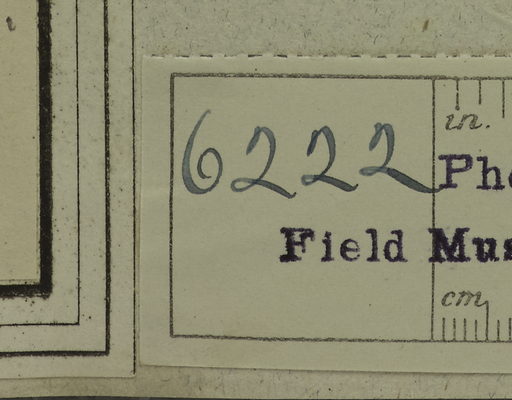 6222
in.
Pho
Field Mus
cm